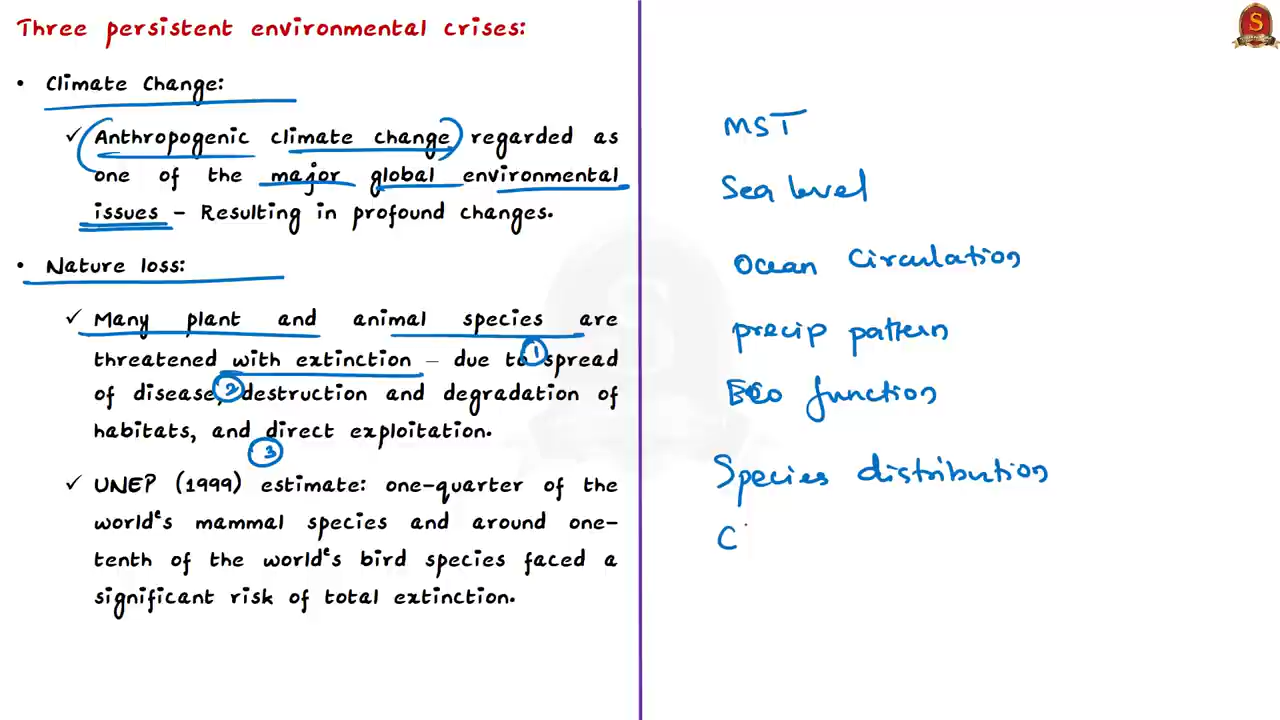 Three persistent environmental crises:
• Climate Change:
✓ Anthropogenic climate change regarded as
one of the major global environmental
issues – Resulting in profound changes.
• Nature loss:
✓ Many plant and animal species are
threatened with extinction – due to ① spread
of disease, ② destruction and degradation of
habitats, and direct exploitation.
③
✓ UNEP (1999) estimate: one-quarter of the
world's mammal species and around one-
tenth of the world's bird species faced a
significant risk of total extinction.
MST
Sea level
Ocean Circulation
precip pattern
Eco function
Species distribution
C
S